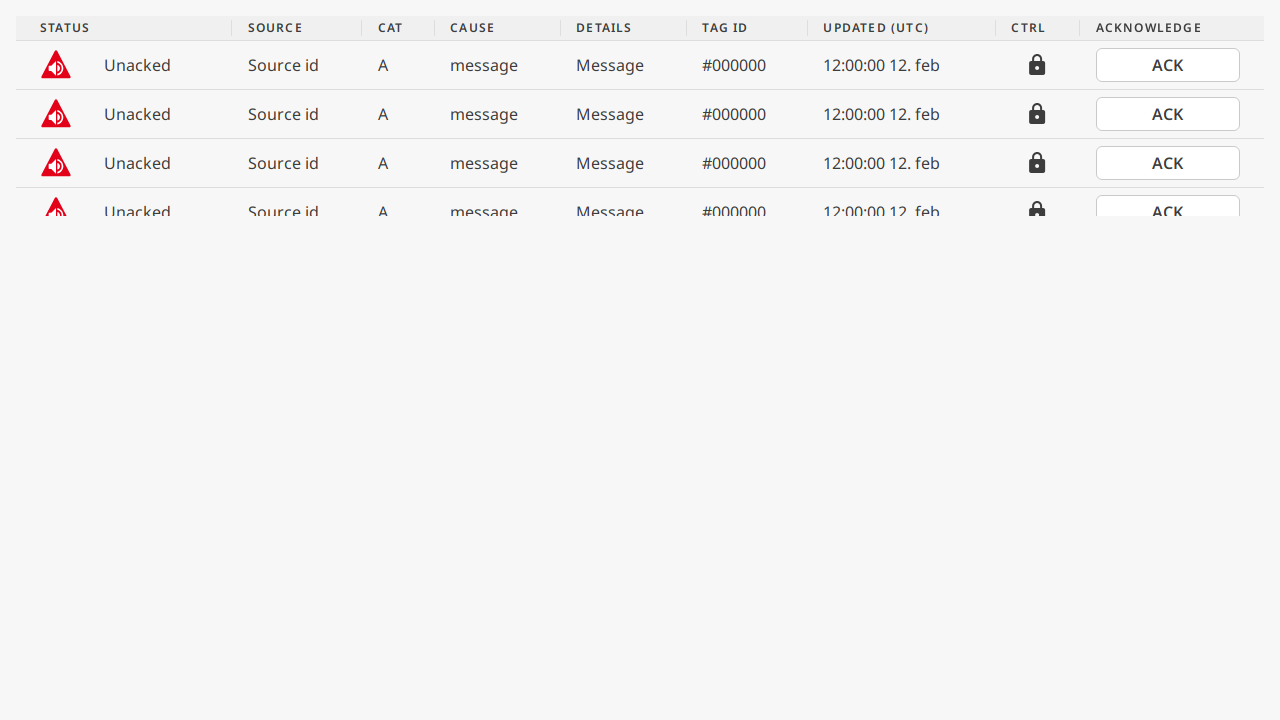 STATUS SOURCE CAT CAUSE DETAILS TAG ID UPDATED (UTC) CTRL ACKNOWLEDGE
Unacked Source id A message Message #000000 12:00:00 12. feb ACK
Unacked Source id A message Message #000000 12:00:00 12. feb ACK
Unacked Source id A message Message #000000 12:00:00 12. feb ACK
Unacked Source id A message Message #000000 12:00:00 12. feb ACK